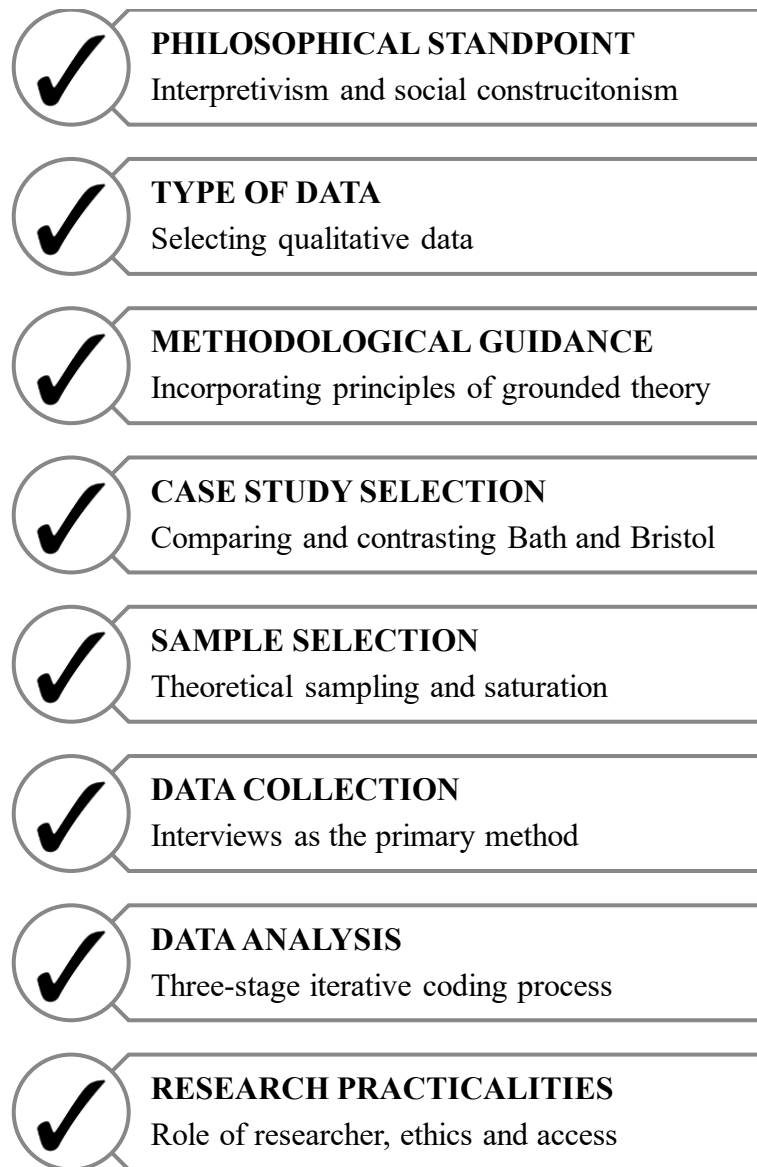 PHILOSOPHICAL STANDPOINT
Interpretivism and social construcitonism
TYPE OF DATA
Selecting qualitative data
METHODOLOGICAL GUIDANCE
Incorporating principles of grounded theory
CASE STUDY SELECTION
Comparing and contrasting Bath and Bristol
SAMPLE SELECTION
Theoretical sampling and saturation
DATA COLLECTION
Interviews as the primary method
DATA ANALYSIS
Three-stage iterative coding process
RESEARCH PRACTICALITIES
Role of researcher, ethics and access